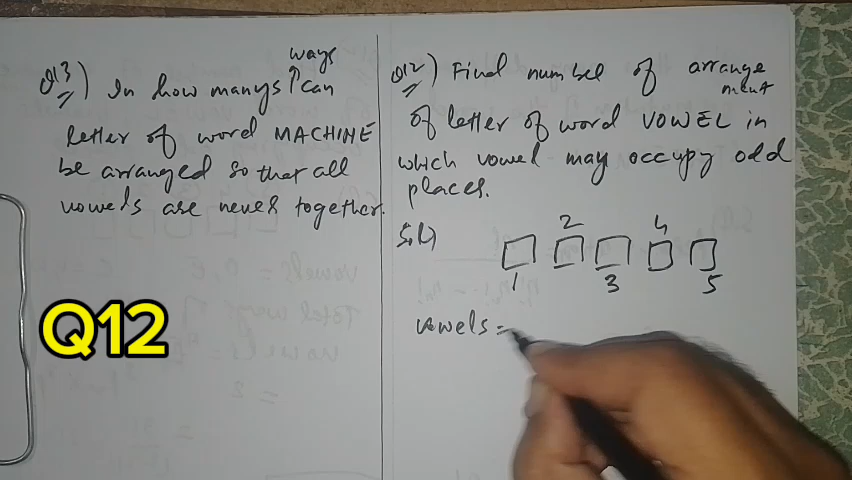 Q13) In how manys ways can
letter of word MACHINE
be arranged so that all
vowels are never together.
Q12
Q12) Find number of arrangement
of letter of word VOWEL in
which vowel may occupy odd
places.
Sol)
2 4
1 3 5
vowels =